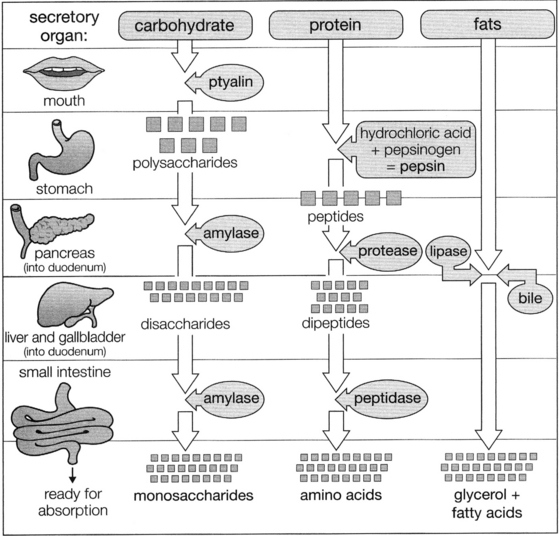 secretory
organ:
carbohydrate
protein
fats
mouth
ptyalin
polysaccharides
stomach
hydrochloric acid
+ pepsinogen
= pepsin
peptides
pancreas
(into duodenum)
amylase
protease
lipase
bile
liver and gallbladder
(into duodenum)
disaccharides
dipeptides
small intestine
amylase
peptidase
ready for
absorption
monosaccharides
amino acids
glycerol +
fatty acids